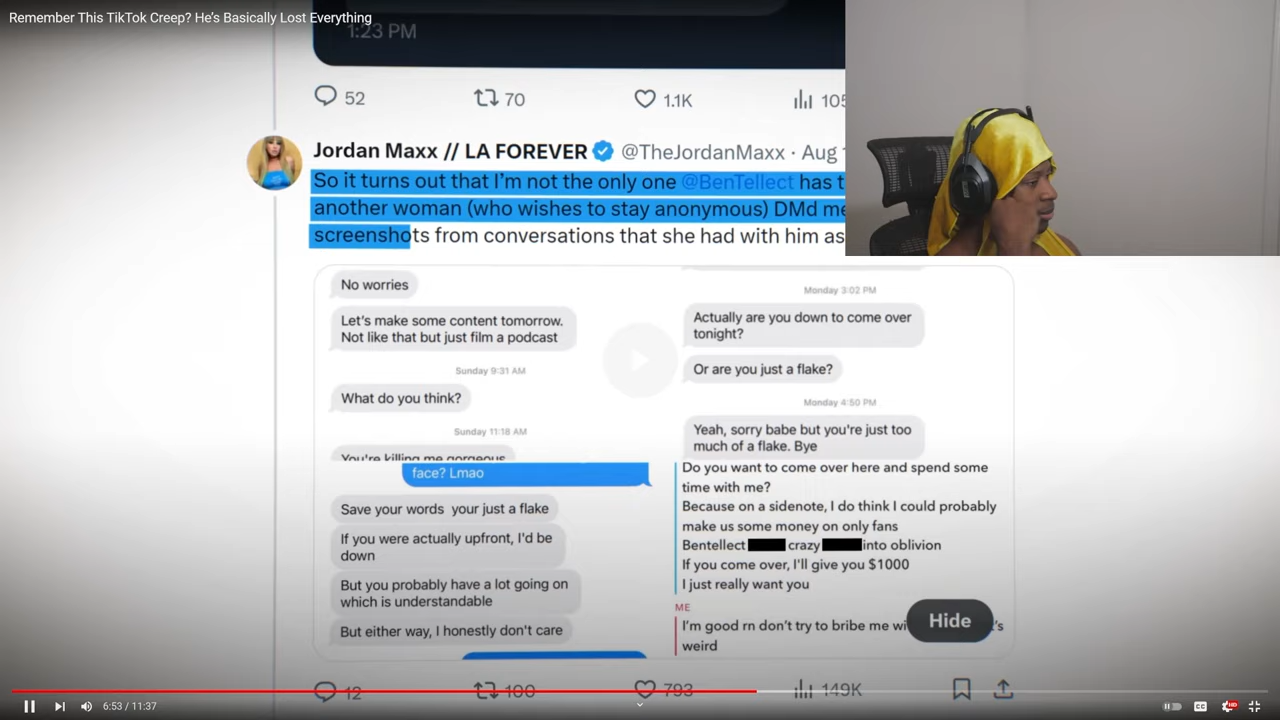 Remember This TikTok Creep? He's Basically Lost Everything
1:23 PM
52
70
1.1K
105
Jordan Maxx // LA FOREVER @TheJordanMaxx · Aug
So it turns out that I'm not the only one @BenTellect has t
another woman (who wishes to stay anonymous) DMd me
screenshots from conversations that she had with him as
No worries
Let's make some content tomorrow.
Not like that but just film a podcast
Sunday 9:31 AM
What do you think?
Sunday 11:18 AM
You're killing me gorgeous
face? Lmao
Save your words your just a flake
If you were actually upfront, I'd be
down
But you probably have a lot going on
which is understandable
But either way, I honestly don't care
Monday 3:02 PM
Actually are you down to come over
tonight?
Or are you just a flake?
Monday 4:50 PM
Yeah, sorry babe but you're just too
much of a flake. Bye
Do you want to come over here and spend some
time with me?
Because on a sidenote, I do think I could probably
make us some money on only fans
Bentellect crazy into oblivion
If you come over, I'll give you $1000
I just really want you
ME
I'm good rn don't try to bribe me wi 's
weird
Hide
12
100
793
149K
6:53 / 11:37
CC
HD